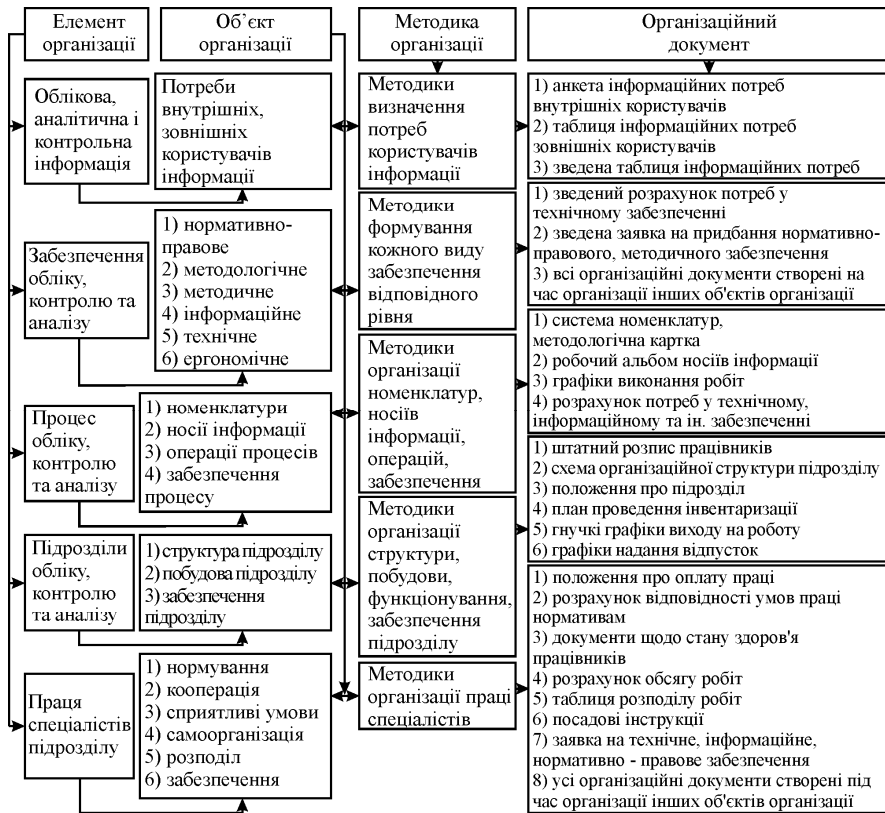 Елемент
організації
Об’єкт
організації
Методика
організації
Організаційний
документ
Облікова,
аналітична і
контрольна
інформація
Потреби
внутрішніх,
зовнішніх
користувачів
інформації
Методики
визначення
потреб
користувачів
інформації
1) анкета інформаційних потреб
внутрішніх користувачів
2) таблиця інформаційних потреб
зовнішніх користувачів
3) зведена таблиця інформаційних потреб
Забезпечення
обліку,
контролю та
аналізу
1) нормативно-
правове
2) методологічне
3) методичне
4) інформаційне
5) технічне
6) ергономічне
Методики
формування
кожного виду
забезпечення
відповідного
рівня
1) зведений розрахунок потреб у
технічному забезпеченні
2) зведена заявка на придбання нормативно-
правового, методичного забезпечення
3) всі організаційні документи створені на
час організації інших об'єктів організації
Процес
обліку,
контролю
та аналізу
1) номенклатури
2) носії інформації
3) операції процесів
4) забезпечення
процесу
Методики
організації
номенклатур,
носіїв
інформації,
операцій,
забезпечення
1) система номенклатур,
методологічна картка
2) робочий альбом носіїв інформації
3) графіки виконання робіт
4) розрахунок потреб у технічному,
інформаційному та ін. забезпеченні
Підрозділи
обліку,
контролю
та аналізу
1) структура підрозділу
2) побудова підрозділу
3) забезпечення
підрозділу
Методики
організації
структури,
побудови,
функціонування,
забезпечення
підрозділу
1) штатний розпис працівників
2) схема організаційної структури підрозділу
3) положення про підрозділ
4) план проведення інвентаризації
5) гнучкі графіки виходу на роботу
6) графіки надання відпусток
Праця
спеціалістів
підрозділу
1) нормування
2) кооперація
3) сприятливі умови
4) самоорганізація
5) розподіл
6) забезпечення
Методики
організації праці
спеціалістів
1) положення про оплату праці
2) розрахунок відповідності умов праці
нормативам
3) документи щодо стану здоров'я
працівників
4) розрахунок обсягу робіт
5) таблиця розподілу робіт
6) посадові інструкції
7) заявка на технічне, інформаційне,
нормативно - правове забезпечення
8) усі організаційні документи створені під
час організації інших об'єктів організації